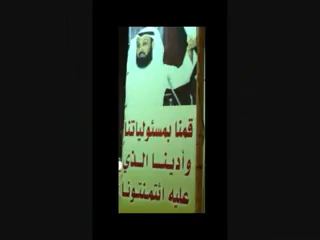 قمنا بمسئولياتنا
وأدينا الذي
عليه ائتمنتونا